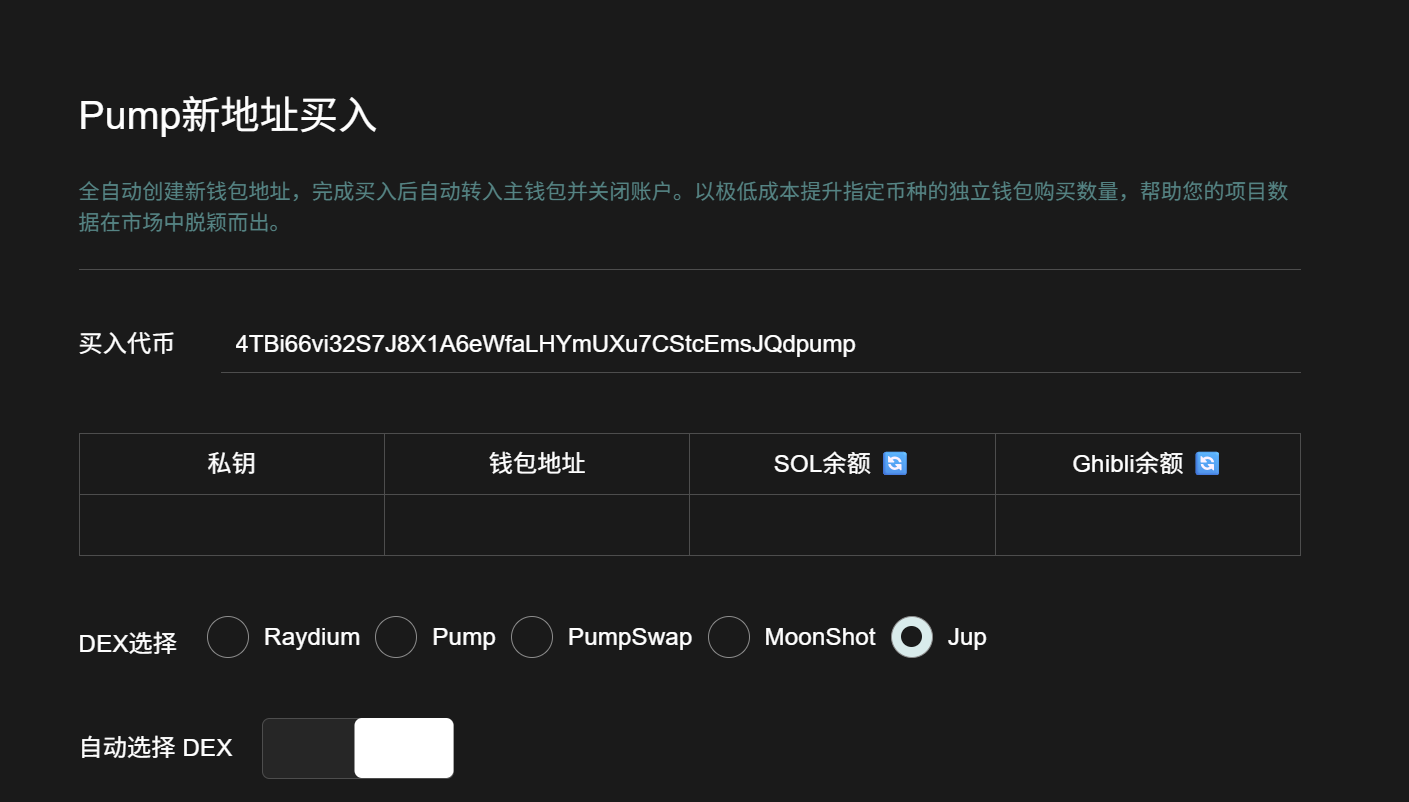 Pump新地址买入
全自动创建新钱包地址，完成买入后自动转入主钱包并关闭账户。以极低成本提升指定币种的独立钱包购买数量，帮助您的项目数
据在市场中脱颖而出。
买入代币 4TBi66vi32S7J8X1A6eWfaLHYmUXu7CStcEmsJQdpump
私钥 钱包地址 SOL余额 Ghibli余额
DEX选择 Raydium Pump PumpSwap MoonShot Jup
自动选择 DEX